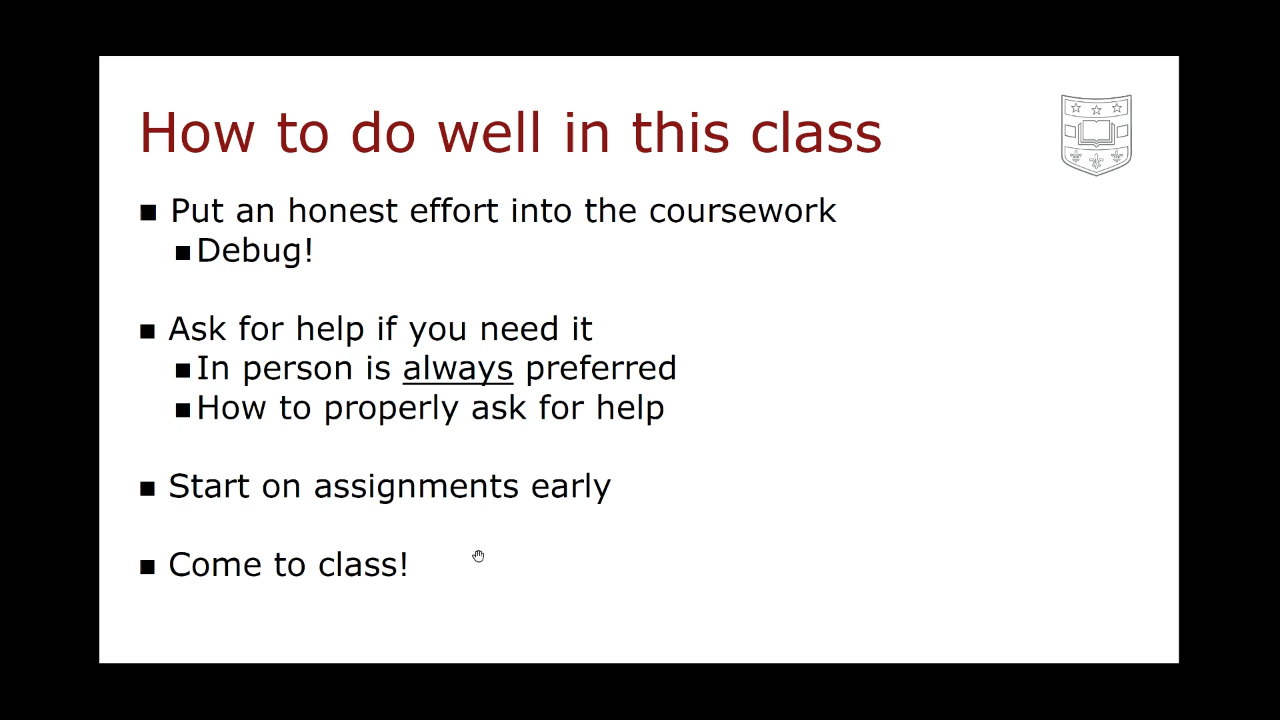 How to do well in this class
■ Put an honest effort into the coursework
■ Debug!
■ Ask for help if you need it
■ In person is always preferred
■ How to properly ask for help
■ Start on assignments early
■ Come to class!